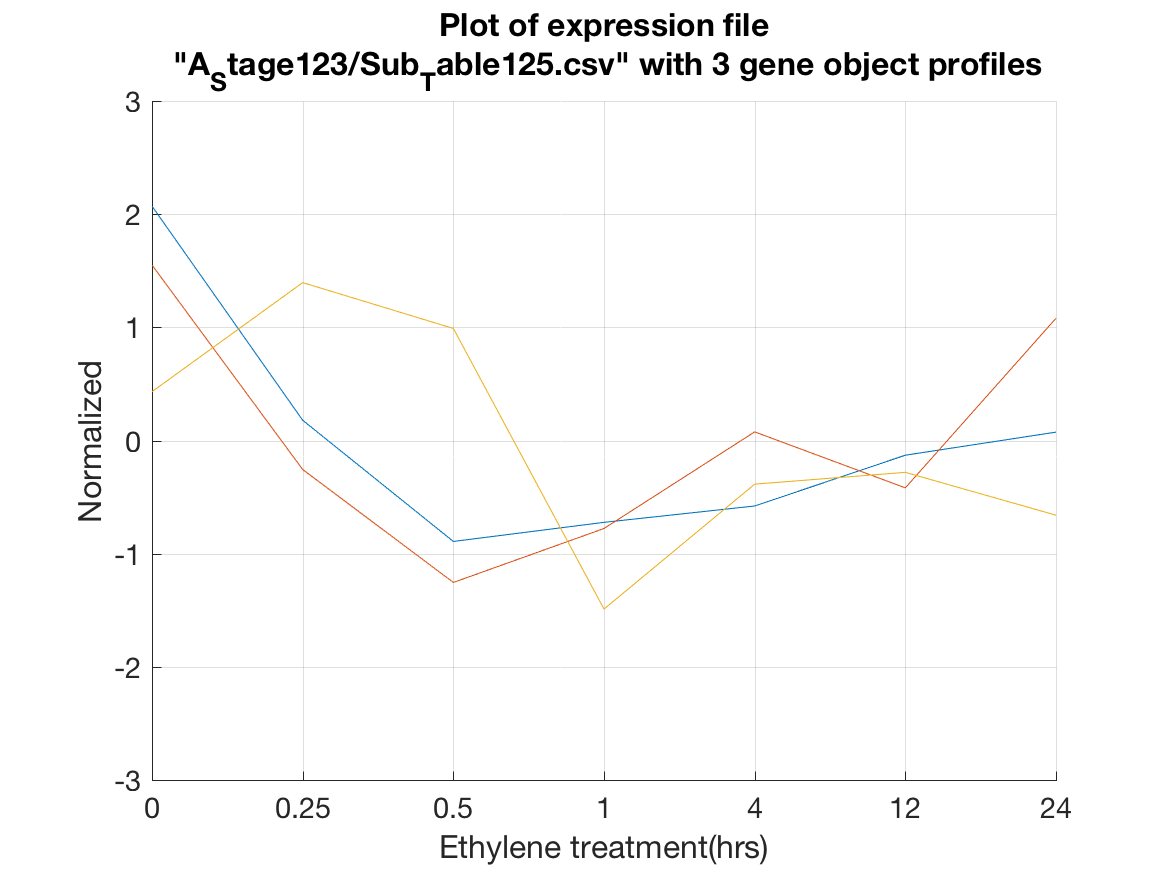 Plot of expression file
"A_Stage123/Sub_Table125.csv" with 3 gene object profiles
3
2
1
0
-1
-2
-3
Normalized
0 0.25 0.5 1 4 12 24
Ethylene treatment(hrs)